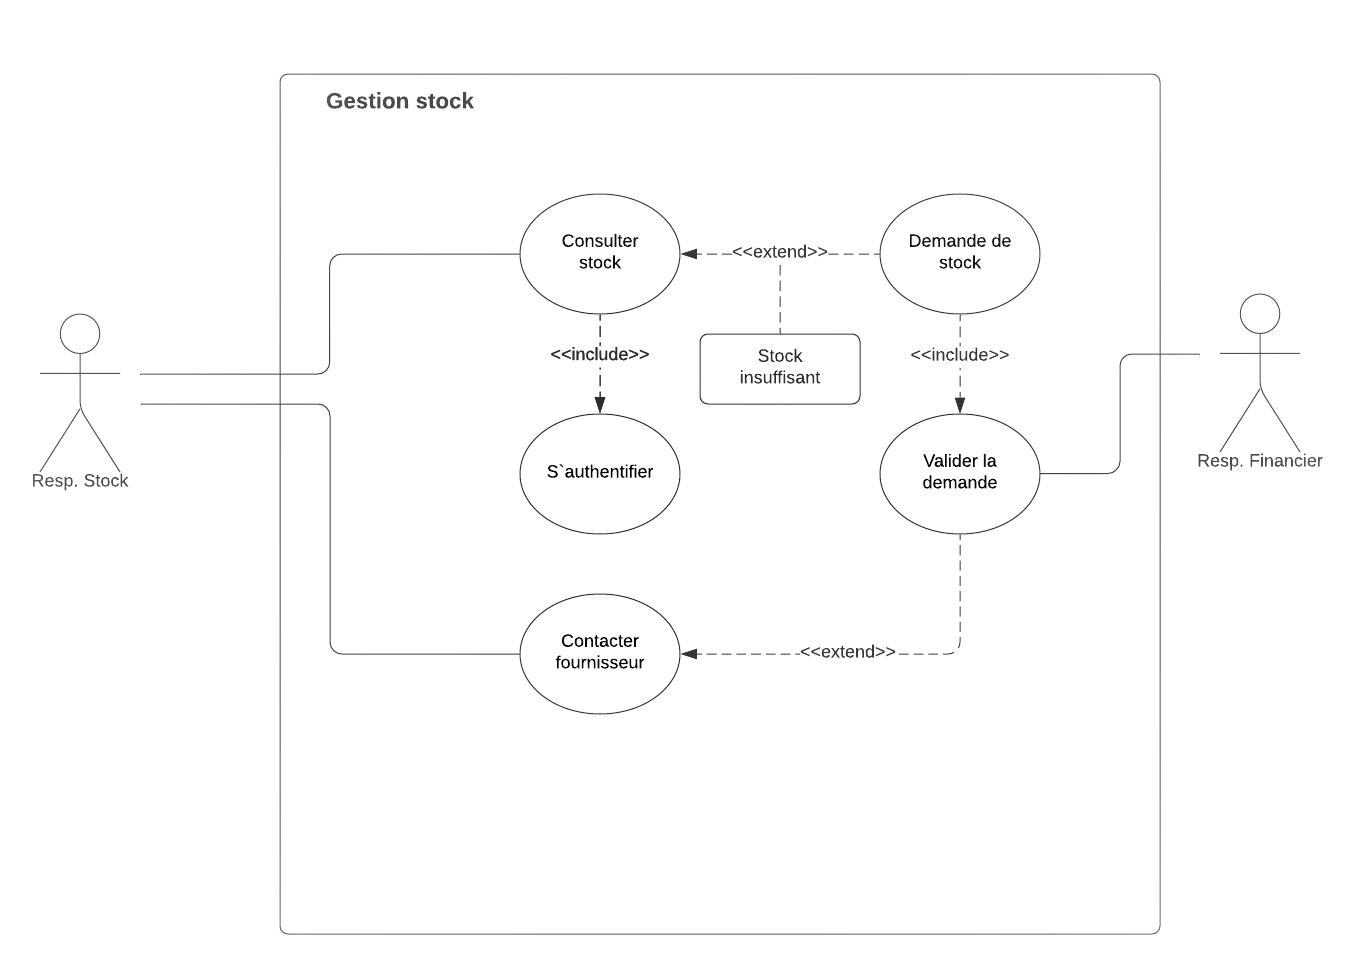 Gestion stock
Consulter
stock
<<extend>>
Demande de
stock
<<include>>
Stock
insuffisant
<<include>>
Resp. Stock
S`authentifier
Valider la
demande
Resp. Financier
Contacter
fournisseur
<<extend>>